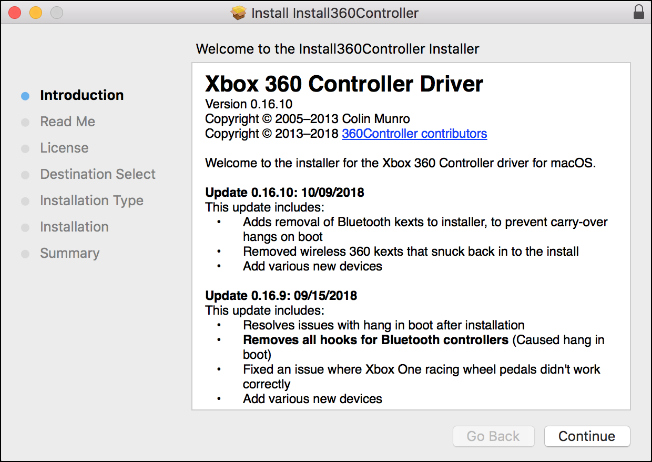 Install Install360Controller
Welcome to the Install360Controller Installer
Introduction
Read Me
License
Destination Select
Installation Type
Installation
Summary
Xbox 360 Controller Driver
Version 0.16.10
Copyright © 2005–2013 Colin Munro
Copyright © 2013–2018 360Controller contributors
Welcome to the installer for the Xbox 360 Controller driver for macOS.
Update 0.16.10: 10/09/2018
This update includes:
• Adds removal of Bluetooth kexts to installer, to prevent carry-over
hangs on boot
• Removed wireless 360 kexts that snuck back in to the install
• Add various new devices
Update 0.16.9: 09/15/2018
This update includes:
• Resolves issues with hang in boot after installation
• Removes all hooks for Bluetooth controllers (Caused hang in
boot)
• Fixed an issue where Xbox One racing wheel pedals didn't work
correctly
• Add various new devices
Go Back
Continue